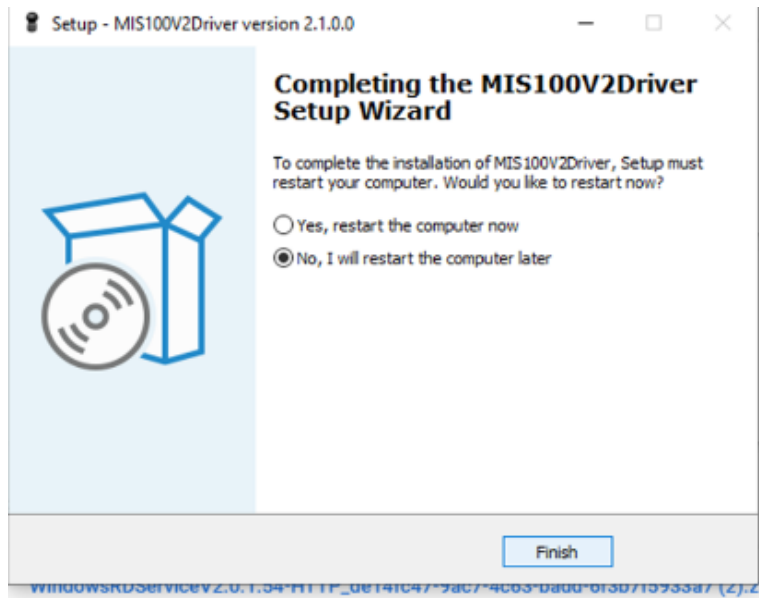 Setup - MIS100V2Driver version 2.1.0.0
Completing the MIS100V2Driver
Setup Wizard
To complete the installation of MIS100V2Driver, Setup must
restart your computer. Would you like to restart now?
Yes, restart the computer now
No, I will restart the computer later
Finish